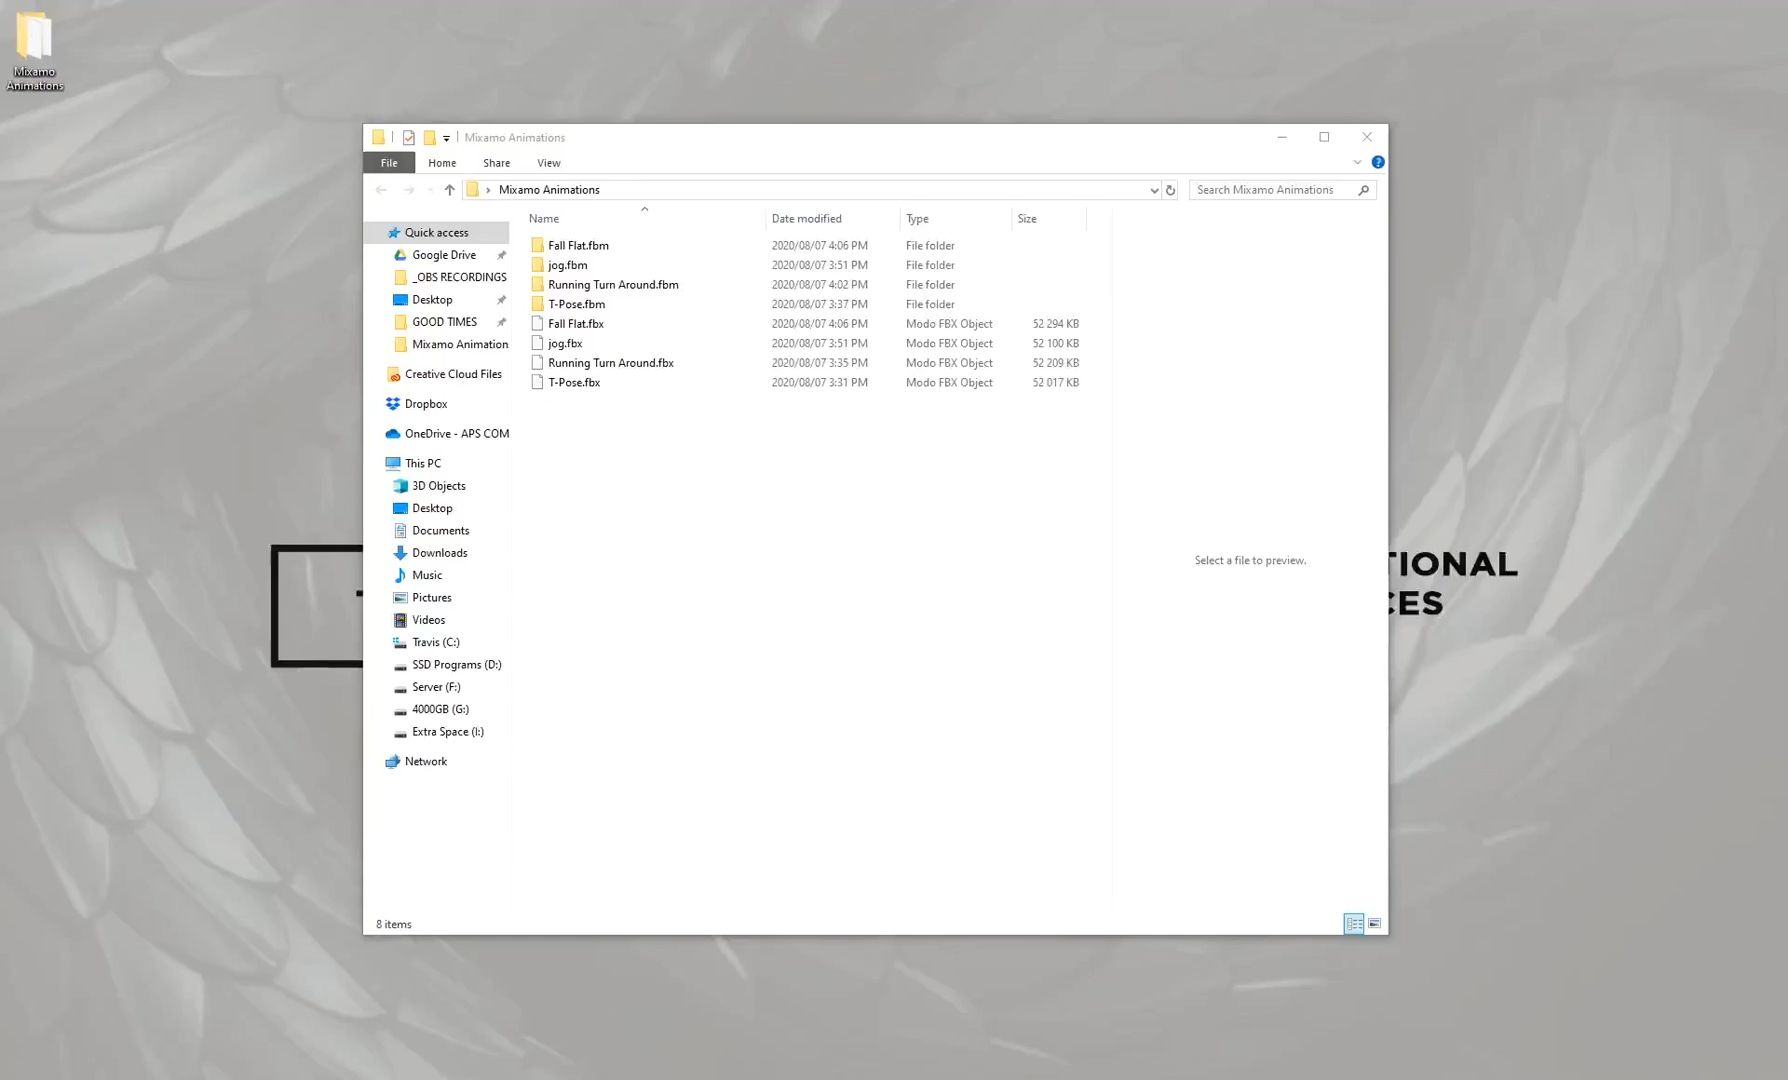 Mixamo
Animations
Mixamo Animations
File Home Share View
Mixamo Animations
Search Mixamo Animations
Name Date modified Type Size
Quick access
Google Drive
_OBS RECORDINGS
Desktop
GOOD TIMES
Mixamo Animation
Creative Cloud Files
Dropbox
OneDrive - APS COM
This PC
3D Objects
Desktop
Documents
Downloads
Music
Pictures
Videos
Travis (C:)
SSD Programs (D:)
Server (F:)
4000GB (G:)
Extra Space (I:)
Network
Fall Flat.fbm 2020/08/07 4:06 PM File folder
jog.fbm 2020/08/07 3:51 PM File folder
Running Turn Around.fbm 2020/08/07 4:02 PM File folder
T-Pose.fbm 2020/08/07 3:37 PM File folder
Fall Flat.fbx 2020/08/07 4:06 PM Modo FBX Object 52 294 KB
jog.fbx 2020/08/07 3:51 PM Modo FBX Object 52 100 KB
Running Turn Around.fbx 2020/08/07 3:35 PM Modo FBX Object 52 209 KB
T-Pose.fbx 2020/08/07 3:31 PM Modo FBX Object 52 017 KB
Select a file to preview.
TIONAL
CES
8 items